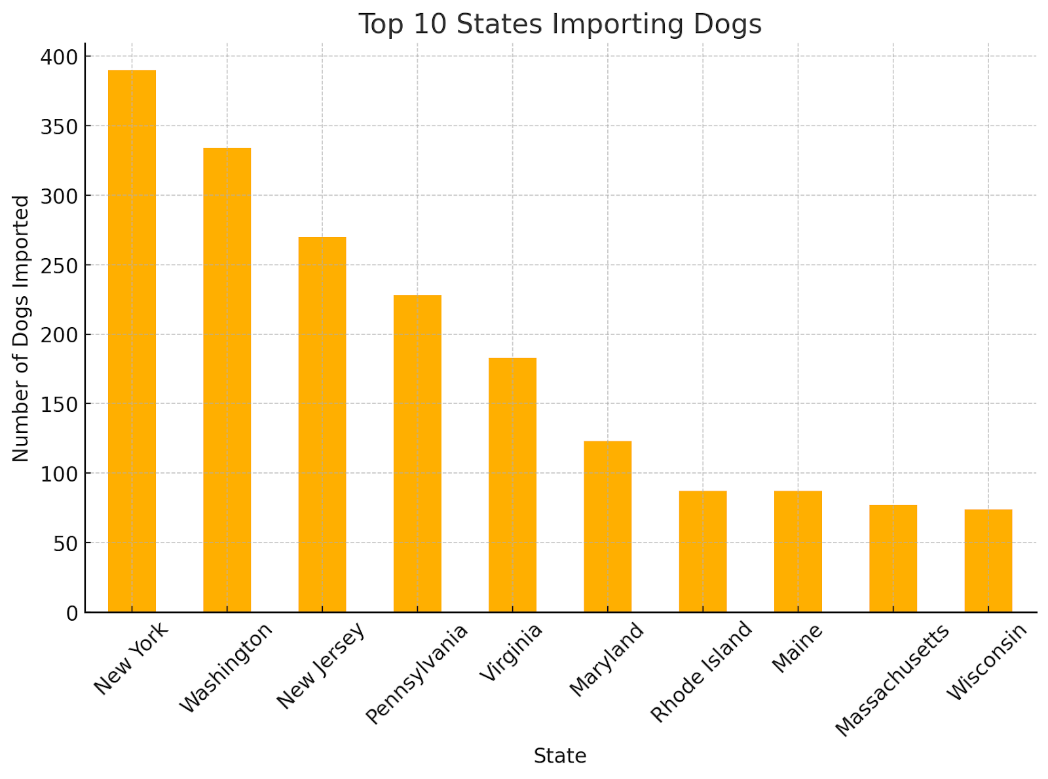 Top 10 States Importing Dogs
Number of Dogs Imported
400
350
300
250
200
150
100
50
0
New York
Washington
New Jersey
Pennsylvania
Virginia
Maryland
Rhode Island
Maine
Massachusetts
Wisconsin
State